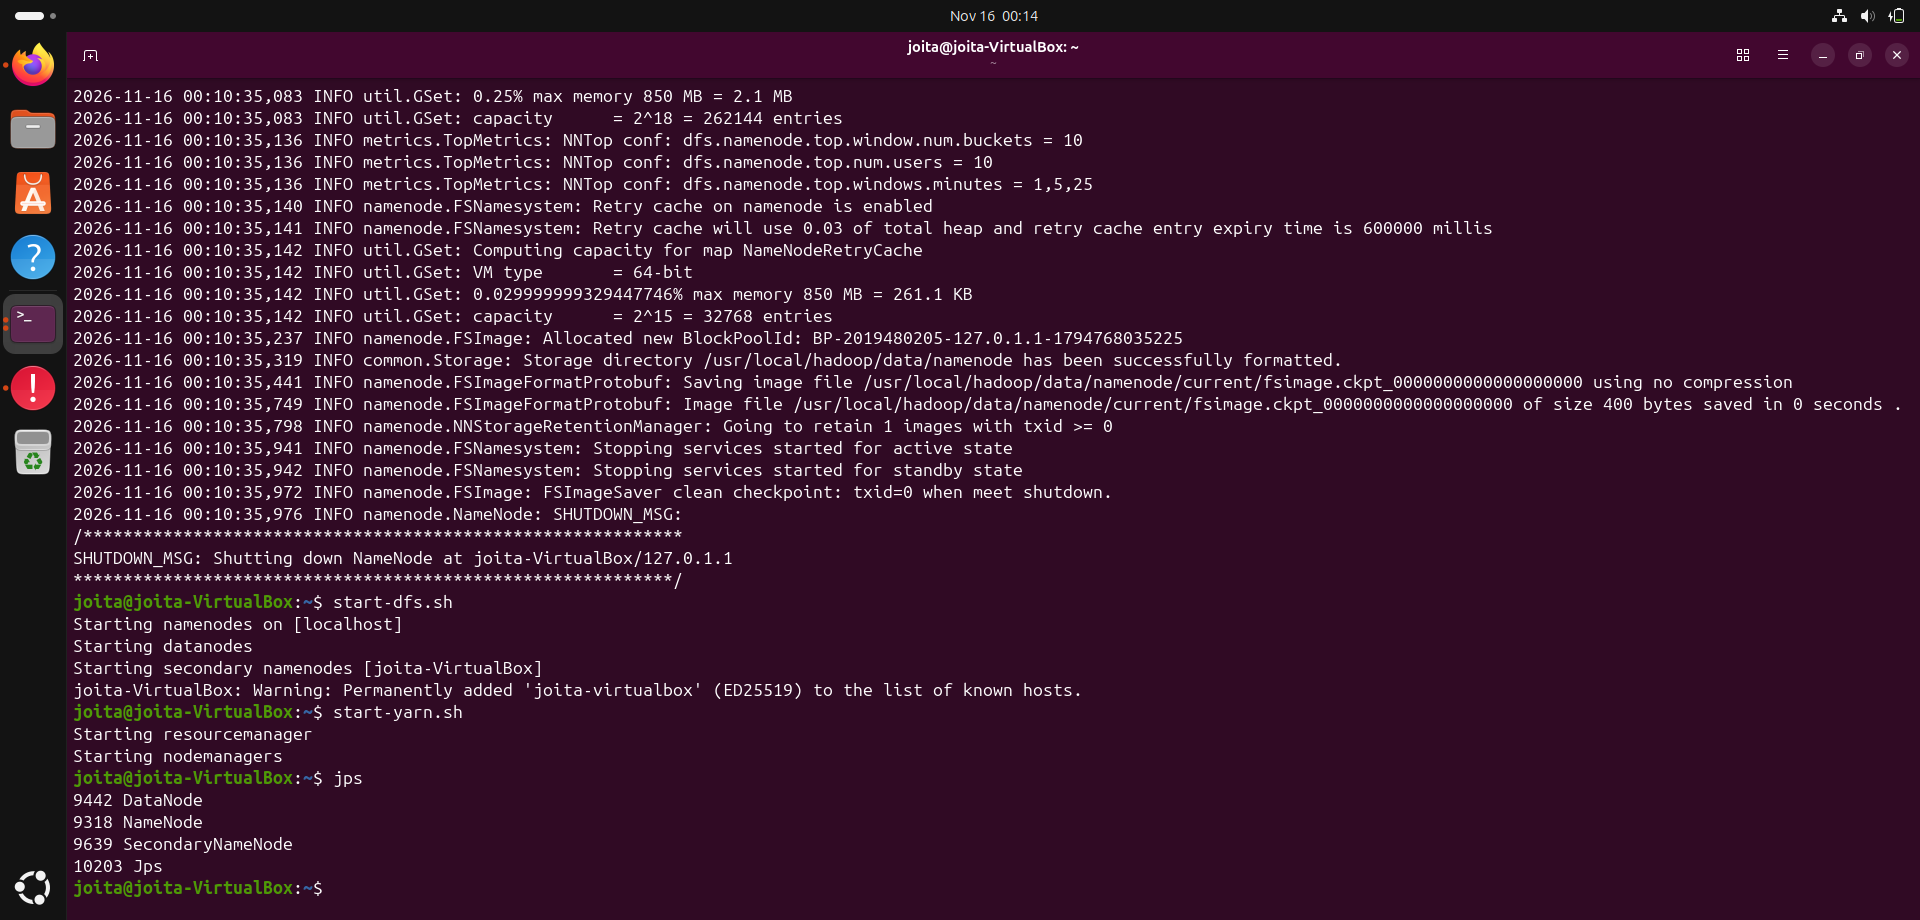 Nov 16  00:14
joita@joita-VirtualBox: ~
~
2026-11-16 00:10:35,083 INFO util.GSet: 0.25% max memory 850 MB = 2.1 MB
2026-11-16 00:10:35,083 INFO util.GSet: capacity      = 2^18 = 262144 entries
2026-11-16 00:10:35,136 INFO metrics.TopMetrics: NNTop conf: dfs.namenode.top.window.num.buckets = 10
2026-11-16 00:10:35,136 INFO metrics.TopMetrics: NNTop conf: dfs.namenode.top.num.users = 10
2026-11-16 00:10:35,136 INFO metrics.TopMetrics: NNTop conf: dfs.namenode.top.windows.minutes = 1,5,25
2026-11-16 00:10:35,140 INFO namenode.FSNamesystem: Retry cache on namenode is enabled
2026-11-16 00:10:35,141 INFO namenode.FSNamesystem: Retry cache will use 0.03 of total heap and retry cache entry expiry time is 600000 millis
2026-11-16 00:10:35,142 INFO util.GSet: Computing capacity for map NameNodeRetryCache
2026-11-16 00:10:35,142 INFO util.GSet: VM type       = 64-bit
2026-11-16 00:10:35,142 INFO util.GSet: 0.029999999329447746% max memory 850 MB = 261.1 KB
2026-11-16 00:10:35,142 INFO util.GSet: capacity      = 2^15 = 32768 entries
2026-11-16 00:10:35,237 INFO namenode.FSImage: Allocated new BlockPoolId: BP-2019480205-127.0.1.1-1794768035225
2026-11-16 00:10:35,319 INFO common.Storage: Storage directory /usr/local/hadoop/data/namenode has been successfully formatted.
2026-11-16 00:10:35,441 INFO namenode.FSImageFormatProtobuf: Saving image file /usr/local/hadoop/data/namenode/current/fsimage.ckpt_0000000000000000000 using no compression
2026-11-16 00:10:35,749 INFO namenode.FSImageFormatProtobuf: Image file /usr/local/hadoop/data/namenode/current/fsimage.ckpt_0000000000000000000 of size 400 bytes saved in 0 seconds .
2026-11-16 00:10:35,798 INFO namenode.NNStorageRetentionManager: Going to retain 1 images with txid >= 0
2026-11-16 00:10:35,941 INFO namenode.FSNamesystem: Stopping services started for active state
2026-11-16 00:10:35,942 INFO namenode.FSNamesystem: Stopping services started for standby state
2026-11-16 00:10:35,972 INFO namenode.FSImage: FSImageSaver clean checkpoint: txid=0 when meet shutdown.
2026-11-16 00:10:35,976 INFO namenode.NameNode: SHUTDOWN_MSG:
/************************************************************
SHUTDOWN_MSG: Shutting down NameNode at joita-VirtualBox/127.0.1.1
************************************************************/
joita@joita-VirtualBox:~$ start-dfs.sh
Starting namenodes on [localhost]
Starting datanodes
Starting secondary namenodes [joita-VirtualBox]
joita-VirtualBox: Warning: Permanently added 'joita-virtualbox' (ED25519) to the list of known hosts.
joita@joita-VirtualBox:~$ start-yarn.sh
Starting resourcemanager
Starting nodemanagers
joita@joita-VirtualBox:~$ jps
9442 DataNode
9318 NameNode
9639 SecondaryNameNode
10203 Jps
joita@joita-VirtualBox:~$